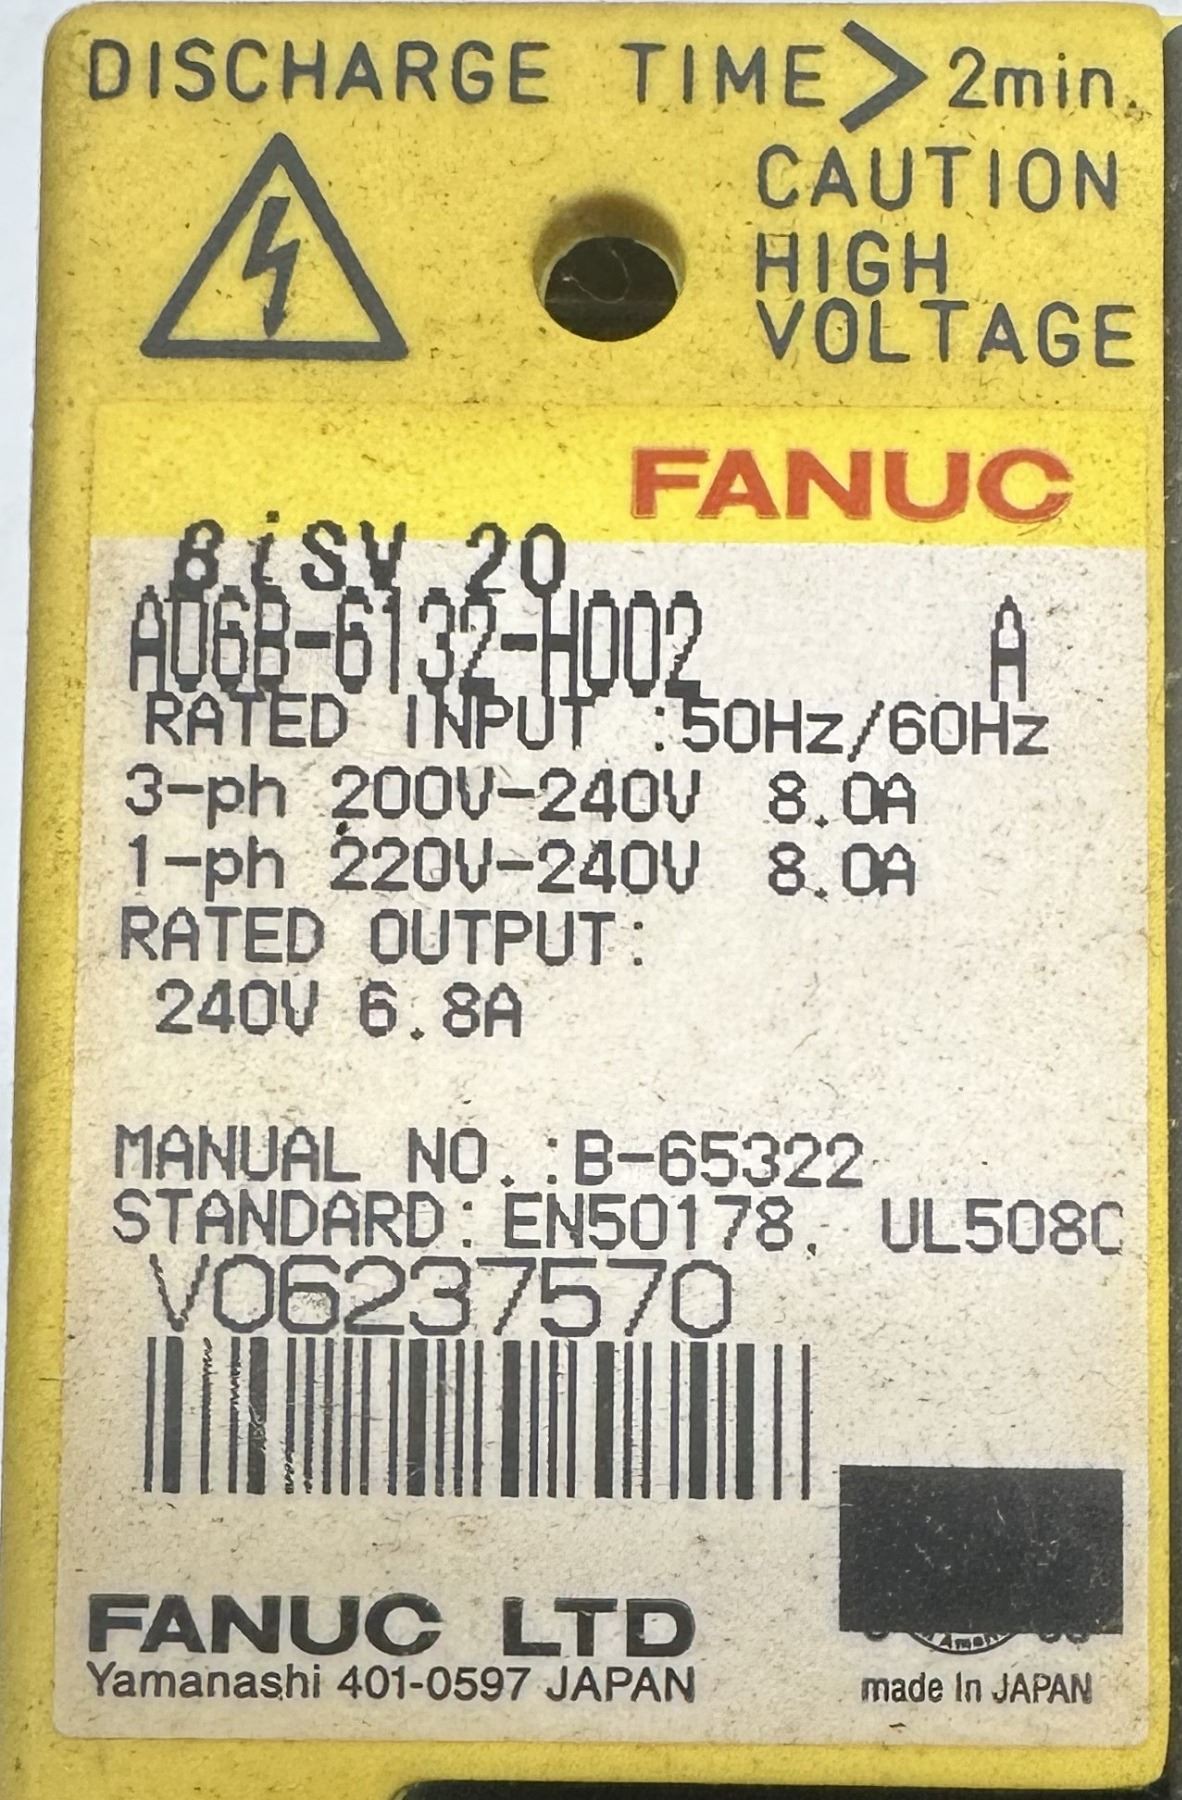 DISCHARGE TIME > 2min.
CAUTION
HIGH
VOLTAGE
FANUC
βiSV 20
A06B-6132-H002 A
RATED INPUT :50Hz/60Hz
3-ph 200V-240V 8.0A
1-ph 220V-240V 8.0A
RATED OUTPUT:
240V 6.8A
MANUAL NO.:B-65322
STANDARD: EN50178, UL508C
V06237570
FANUC LTD
Yamanashi 401-0597 JAPAN
made in JAPAN